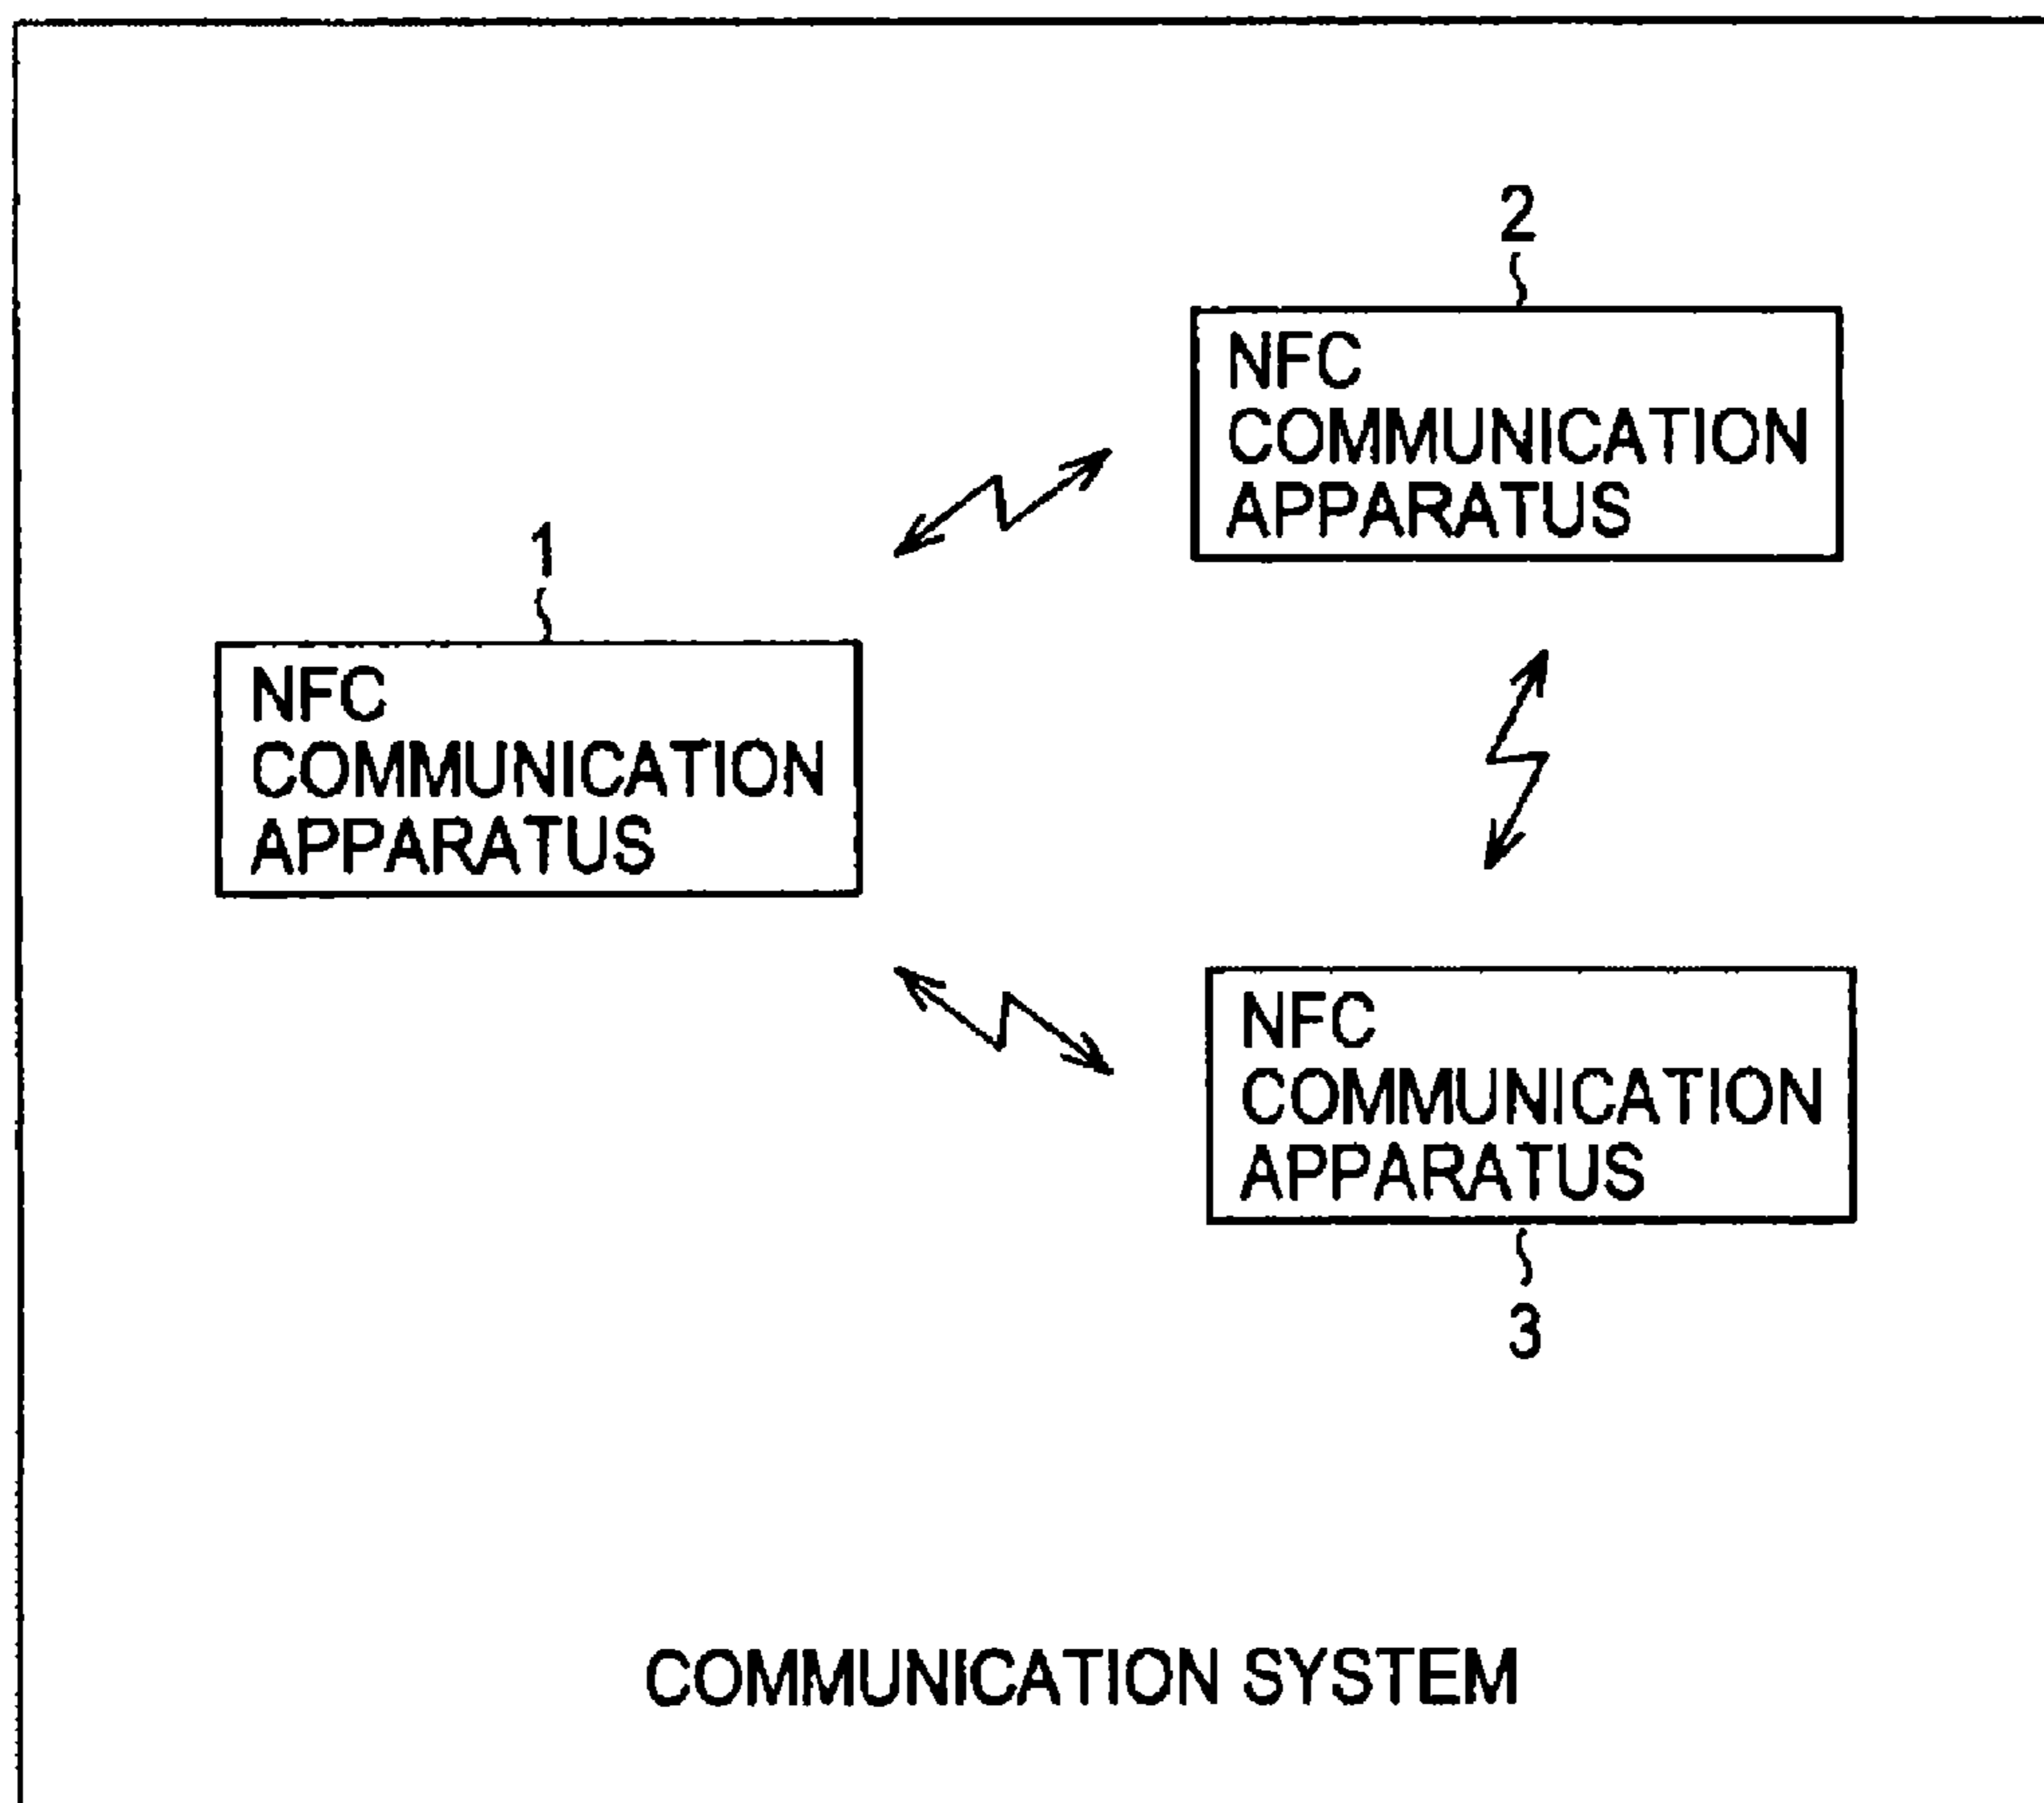 2
NFC
COMMUNICATION
APPARATUS
1
NFC
COMMUNICATION
APPARATUS
NFC
COMMUNICATION
APPARATUS
3
COMMUNICATION SYSTEM